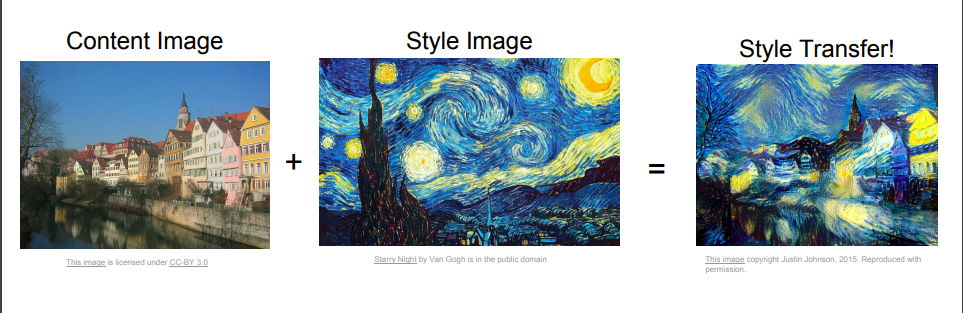 Content Image
Style Image
Style Transfer!
+
=
This image is licensed under CC-BY 3.0
Starry Night by Van Gogh is in the public domain
This image copyright Justin Johnson, 2015. Reproduced with
permission.